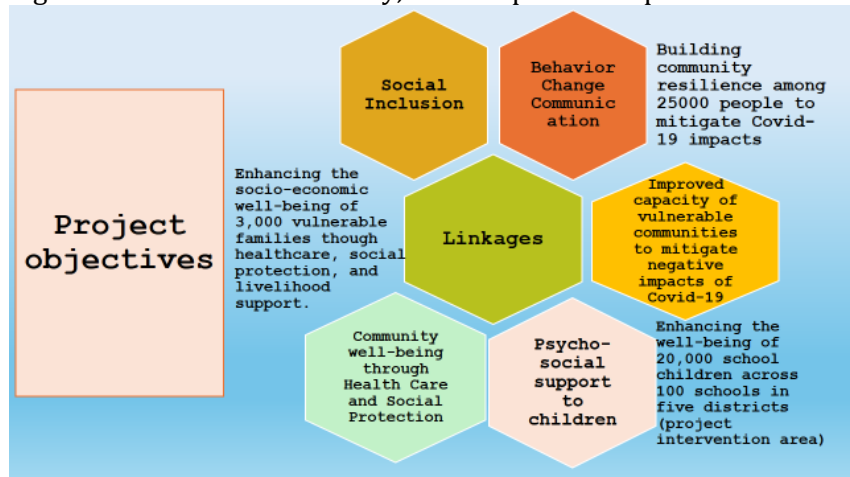 Project
objectives
Social
Inclusion
Behavior
Change
Communic
ation
Building
community
resilience among
25000 people to
mitigate Covid-
19 impacts
Enhancing the
socio-economic
well-being of
3,000 vulnerable
families though
healthcare, social
protection, and
livelihood
support.
Linkages
Improved
capacity of
vulnerable
communities
to mitigate
negative
impacts of
Covid-19
Community
well-being
through
Health Care
and Social
Protection
Psycho-
social
support
to
children
Enhancing the
well-being of
20,000 school
children across
100 schools in
five districts
(project
intervention area)